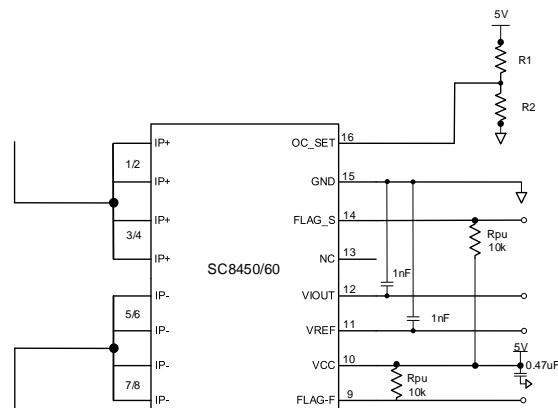 5V
R1
R2
16
IP+
OC_SET
1/2
15
IP+
GND
14
IP+
FLAG_S
3/4
Rpu
10k
13
IP+
NC
SC8450/60
1nF
12
IP-
VIOUT
5/6
1nF
11
IP-
VREF
5V
10
IP-
VCC
0.47uF
7/8
Rpu
10k
9
IP-
FLAG-F